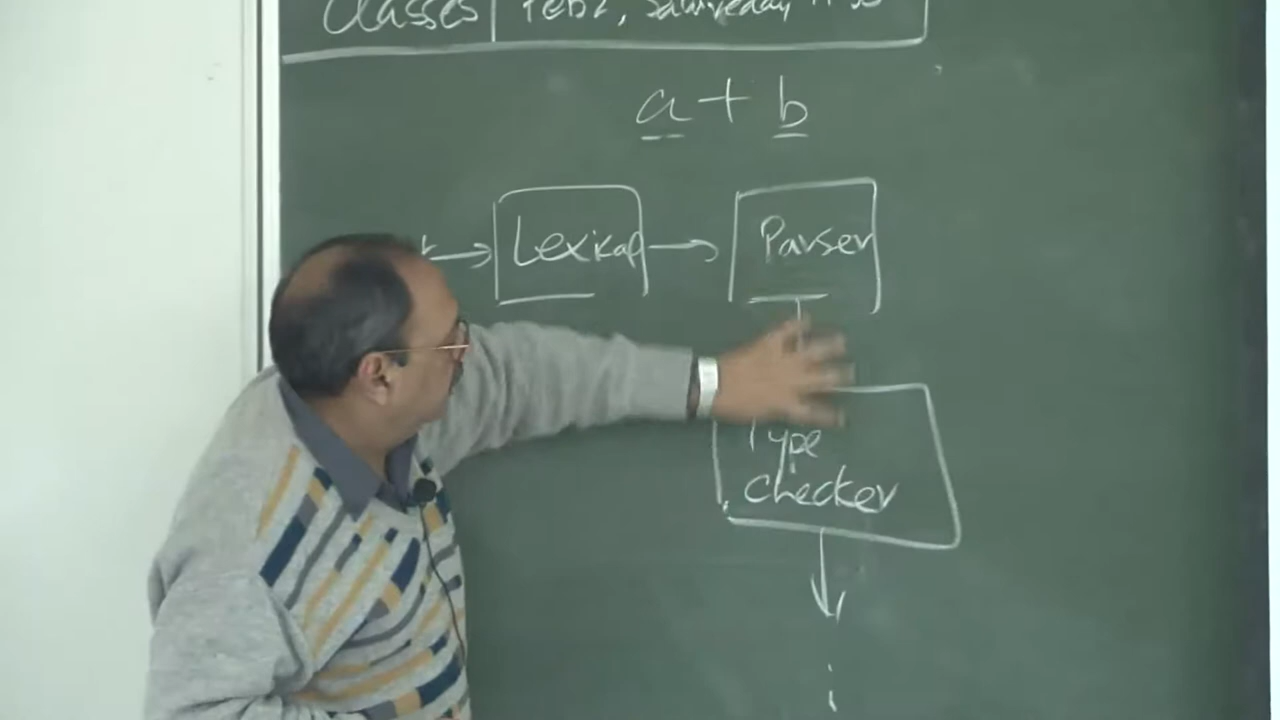 Classes
a + b
Lexical
Parser
Type
checker